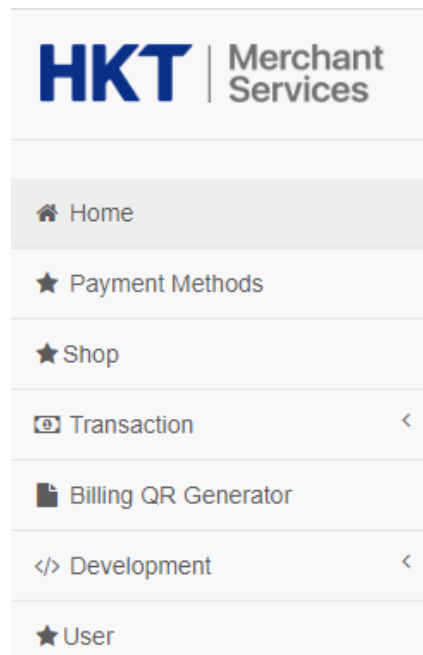 HKT | Merchant
Services
Home
Payment Methods
Shop
Transaction
Billing QR Generator
</> Development
User